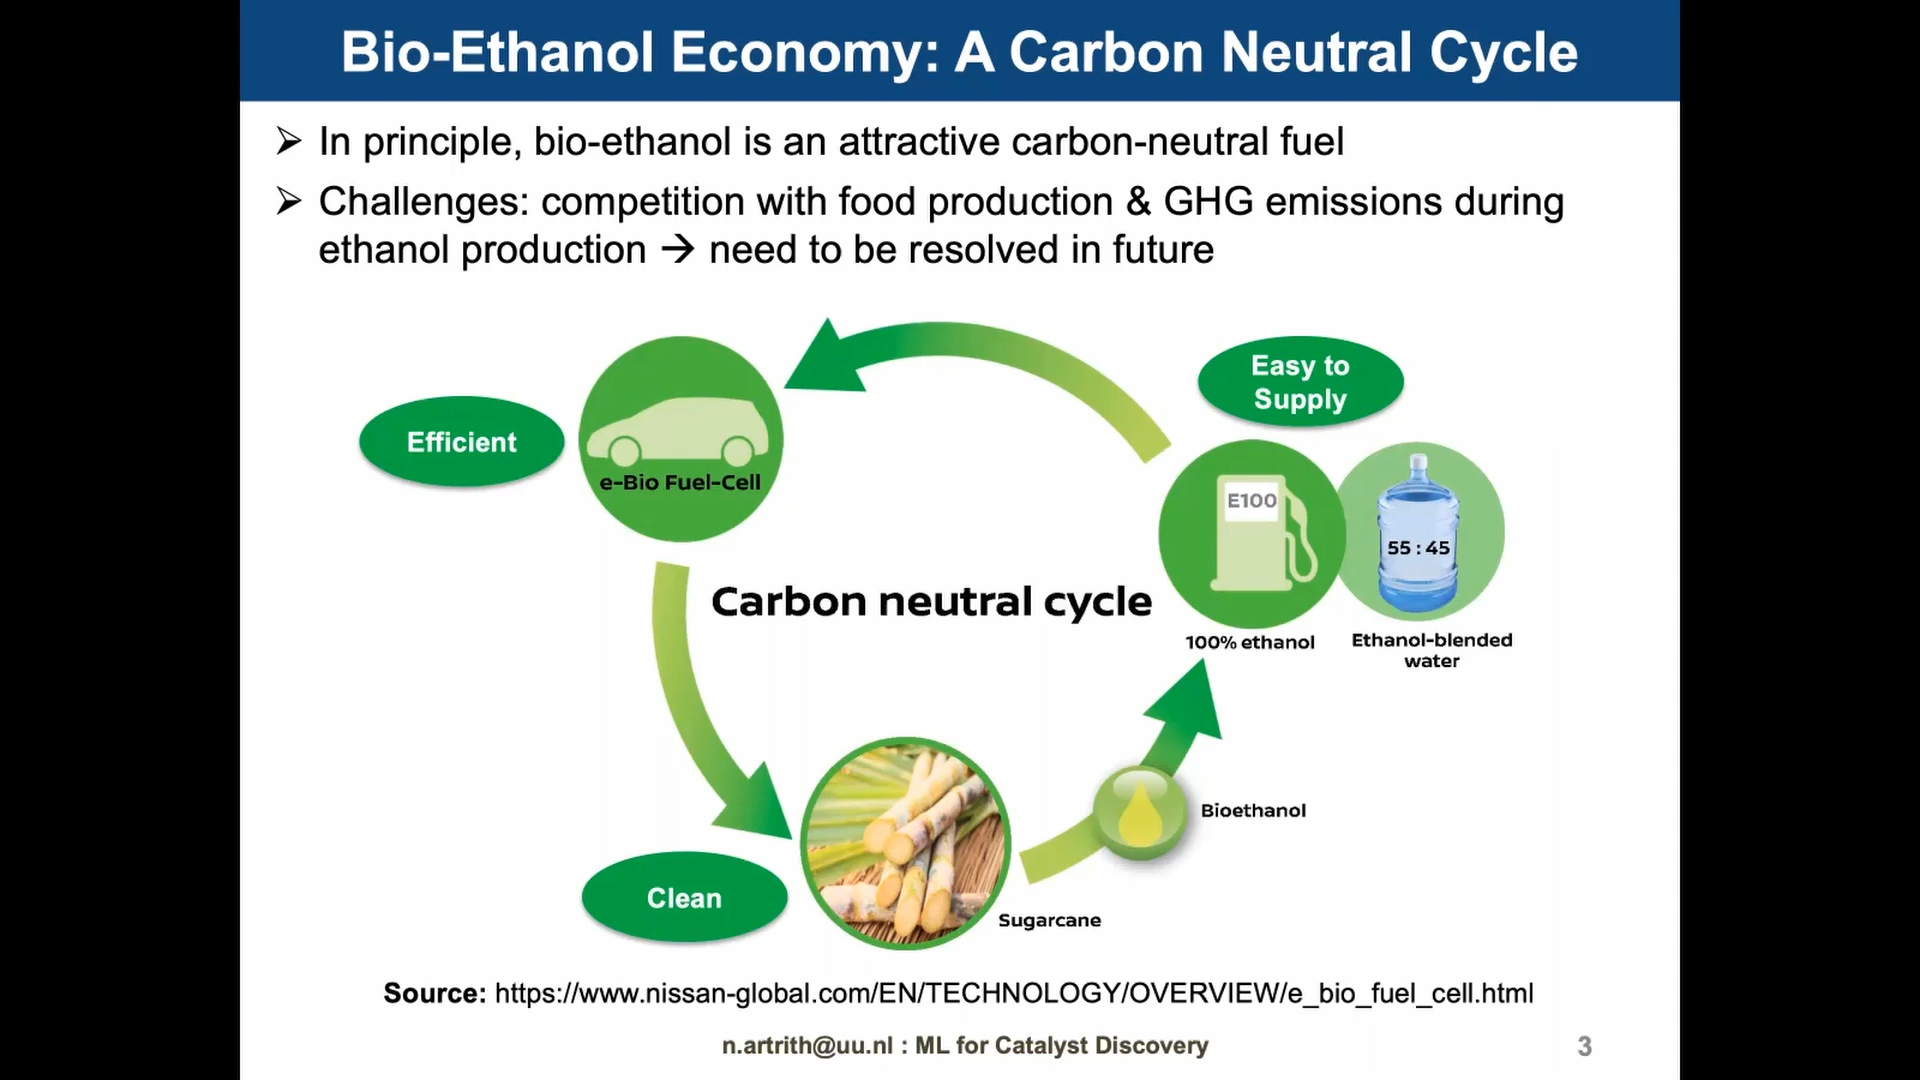 Bio-Ethanol Economy: A Carbon Neutral Cycle
➢ In principle, bio-ethanol is an attractive carbon-neutral fuel
➢ Challenges: competition with food production & GHG emissions during
ethanol production → need to be resolved in future
Easy to
Supply
Efficient
e-Bio Fuel-Cell
E100
55 : 45
Carbon neutral cycle
100% ethanol
Ethanol-blended
water
Bioethanol
Clean
Sugarcane
Source: https://www.nissan-global.com/EN/TECHNOLOGY/OVERVIEW/e_bio_fuel_cell.html
n.artrith@uu.nl : ML for Catalyst Discovery
3